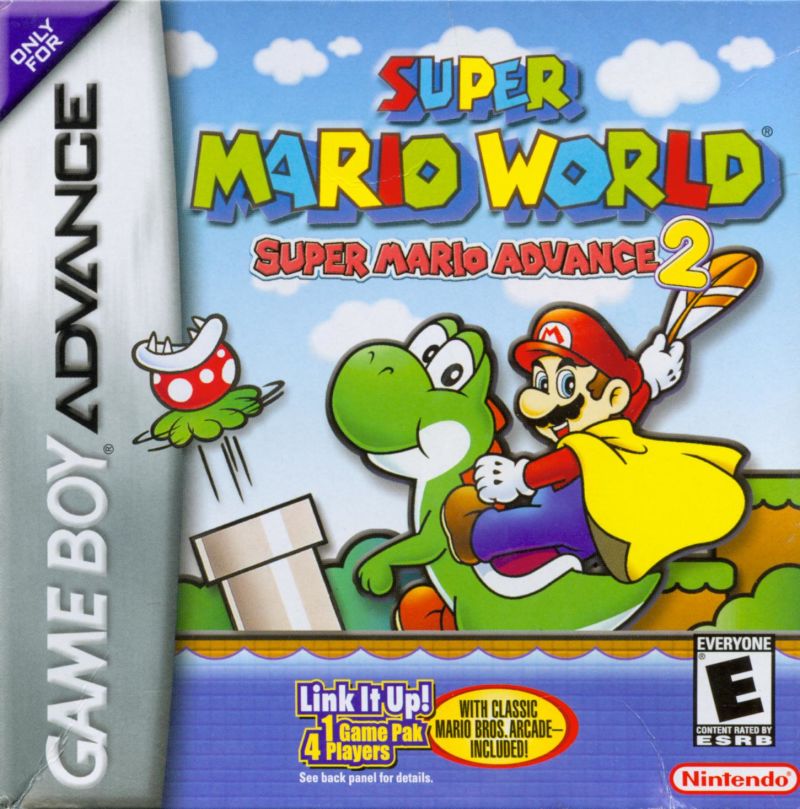 ONLY
FOR
GAME BOY ADVANCE
®
SUPER
MARIO WORLD®
SUPER MARIO ADVANCE 2
M
Link It Up!
1 Game Pak
4 Players
See back panel for details.
WITH CLASSIC
MARIO BROS. ARCADE–
INCLUDED!
EVERYONE
E
®
CONTENT RATED BY
ESRB
Nintendo®